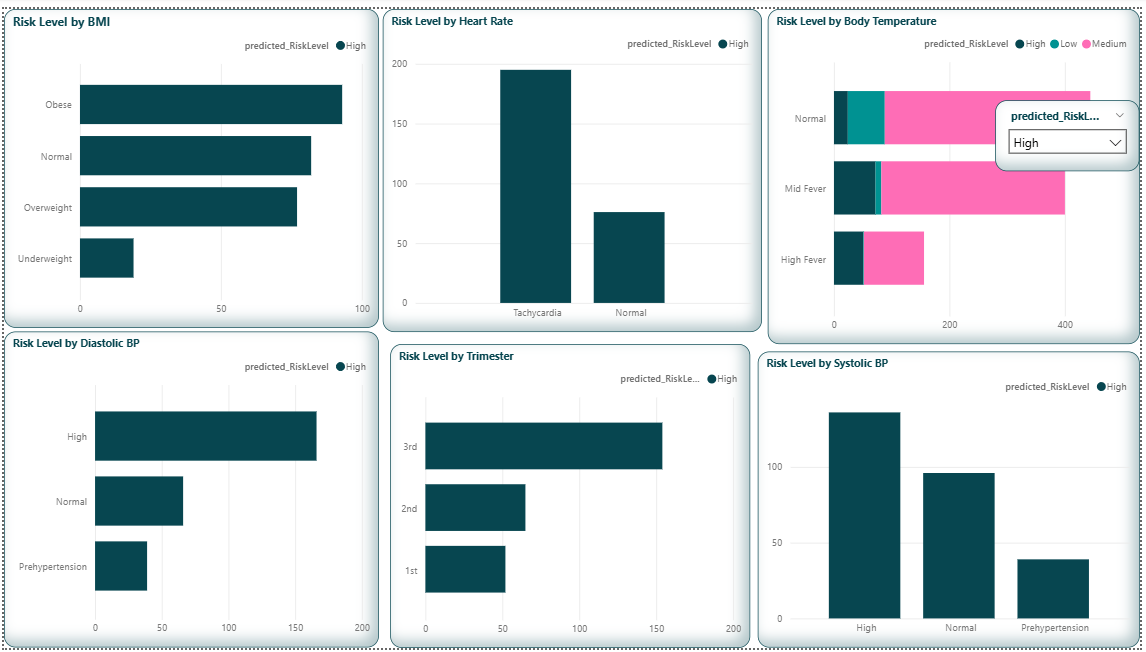 Risk Level by BMI
predicted_RiskLevel High
Obese
Normal
Overweight
Underweight
0 50 100
Risk Level by Heart Rate
predicted_RiskLevel High
200
150
100
50
0
Tachycardia Normal
Risk Level by Body Temperature
predicted_RiskLevel High Low Medium
Normal
Mid Fever
High Fever
0 200 400
predicted_RiskL...
High
Risk Level by Diastolic BP
predicted_RiskLevel High
High
Normal
Prehypertension
0 50 100 150 200
Risk Level by Trimester
predicted_RiskLe... High
3rd
2nd
1st
0 50 100 150 200
Risk Level by Systolic BP
predicted_RiskLevel High
100
50
0
High Normal Prehypertension